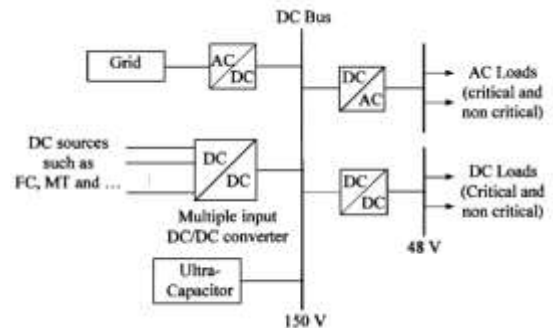 DC Bus
Grid
AC
DC
DC
AC
AC Loads
(critical and
non critical)
DC sources
such as
FC, MT and ...
DC
DC
Multiple input
DC/DC converter
DC
DC
DC Loads
(Critical and
non critical)
48 V
Ultra-
Capacitor
150 V